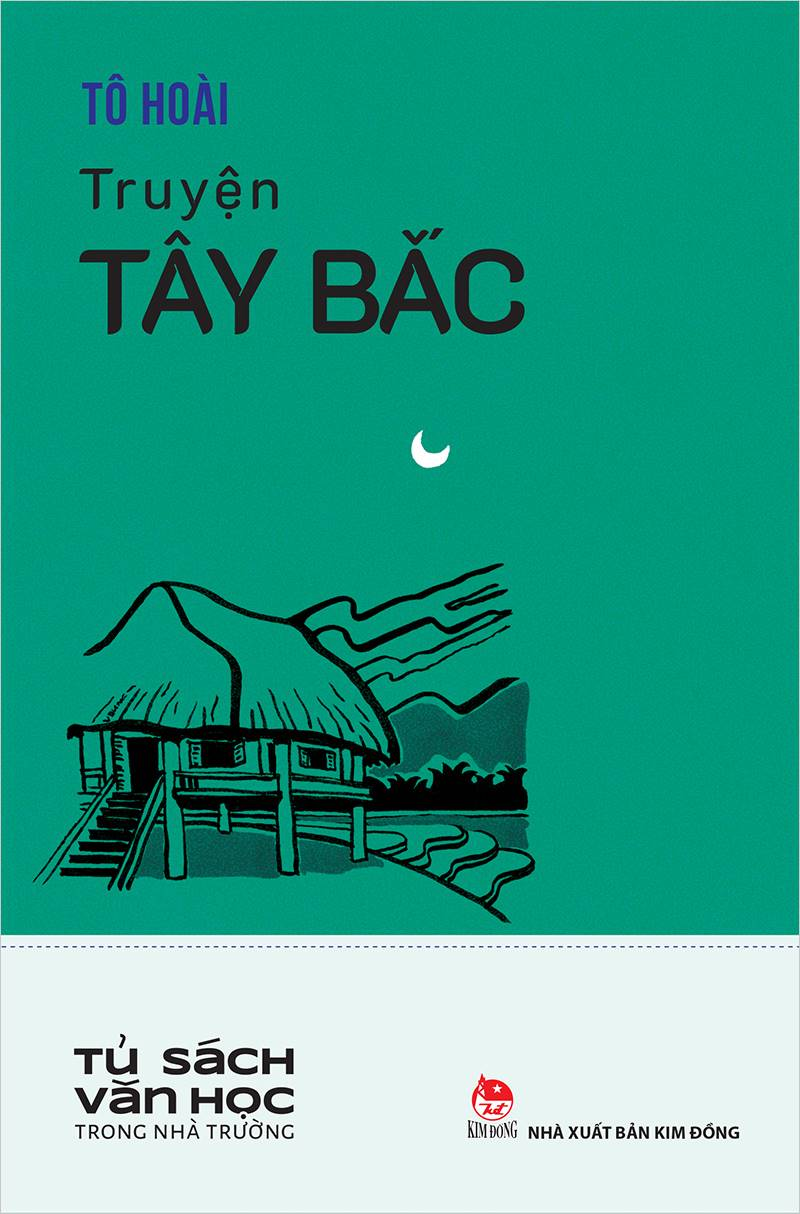 TÔ HOÀI
Truyện
TÂY BẮC
TỦ SÁCH
VĂN HỌC
TRONG NHÀ TRƯỜNG
KIM ĐỒNG
NHÀ XUẤT BẢN KIM ĐỒNG